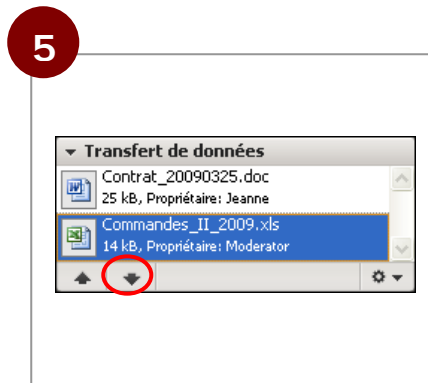 5
Transfert de données
Contrat_20090325.doc
25 kB, Propriétaire: Jeanne
Commandes_II_2009.xls
14 kB, Propriétaire: Moderator